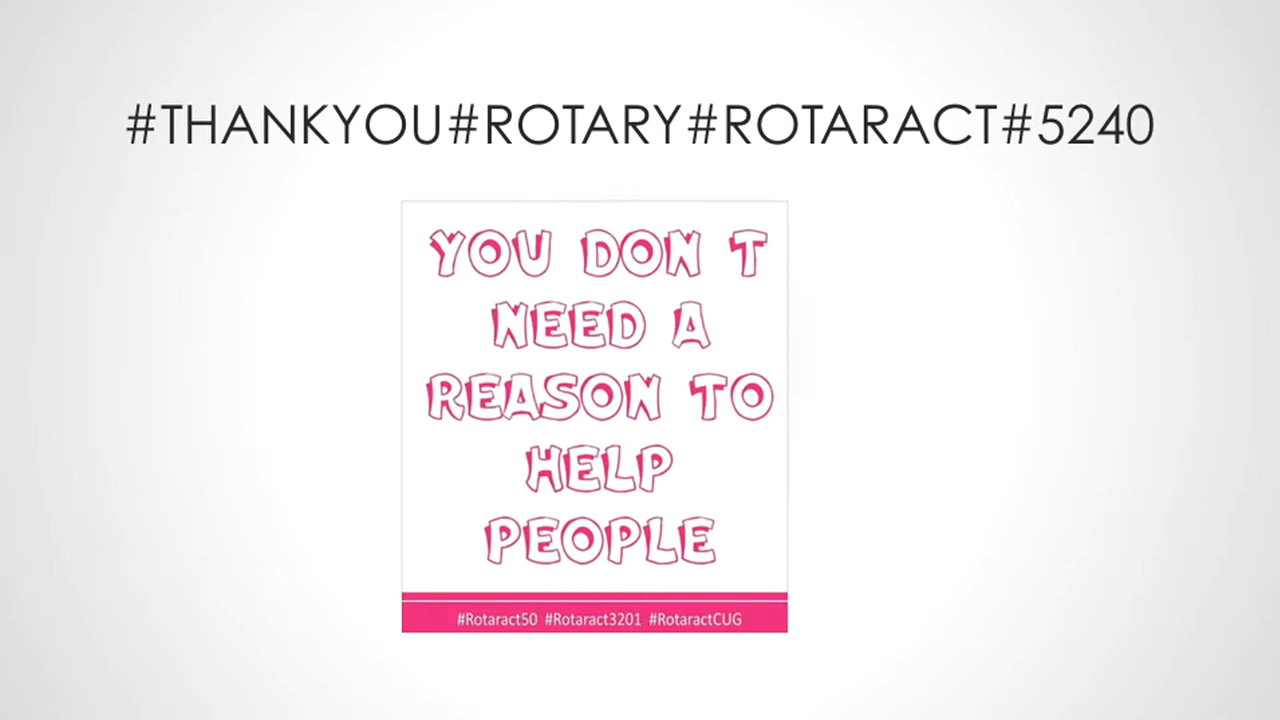 #THANKYOU#ROTARY#ROTARACT#5240
YOU DON T
NEED A
REASON TO
HELP
PEOPLE
#Rotaract50 #Rotaract3201 #RotaractCUG